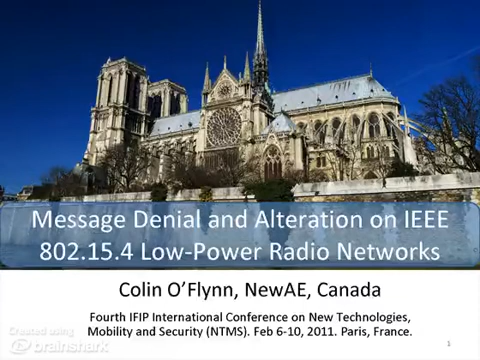 Message Denial and Alteration on IEEE
802.15.4 Low-Power Radio Networks
Colin O'Flynn, NewAE, Canada
Fourth IFIP International Conference on New Technologies,
Mobility and Security (NTMS). Feb 6-10, 2011. Paris, France.
Created using
brainshark
1